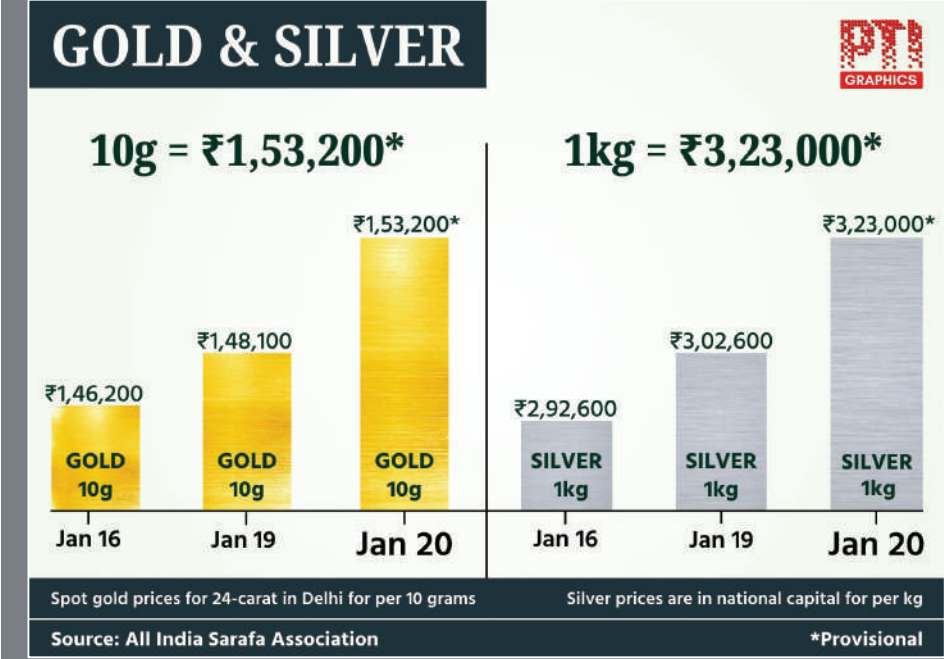 GOLD & SILVER
PTI
GRAPHICS
10g = ₹1,53,200*
₹1,53,200*
₹1,48,100
₹1,46,200
GOLD
10g
GOLD
10g
GOLD
10g
Jan 16
Jan 19
Jan 20
1kg = ₹3,23,000*
₹3,23,000*
₹3,02,600
₹2,92,600
SILVER
1kg
SILVER
1kg
SILVER
1kg
Jan 16
Jan 19
Jan 20
Spot gold prices for 24-carat in Delhi for per 10 grams
Silver prices are in national capital for per kg
Source: All India Sarafa Association
*Provisional